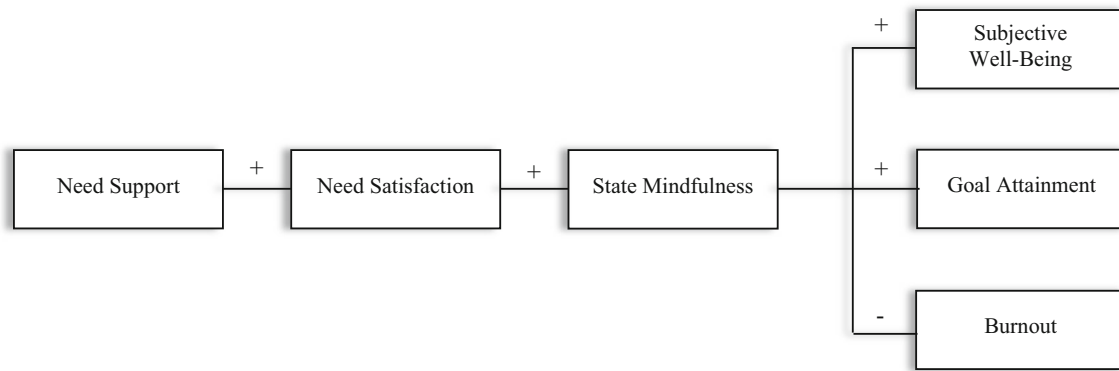 +
Subjective
Well-Being
Need Support
+
Need Satisfaction
+
State Mindfulness
+
Goal Attainment
-
Burnout